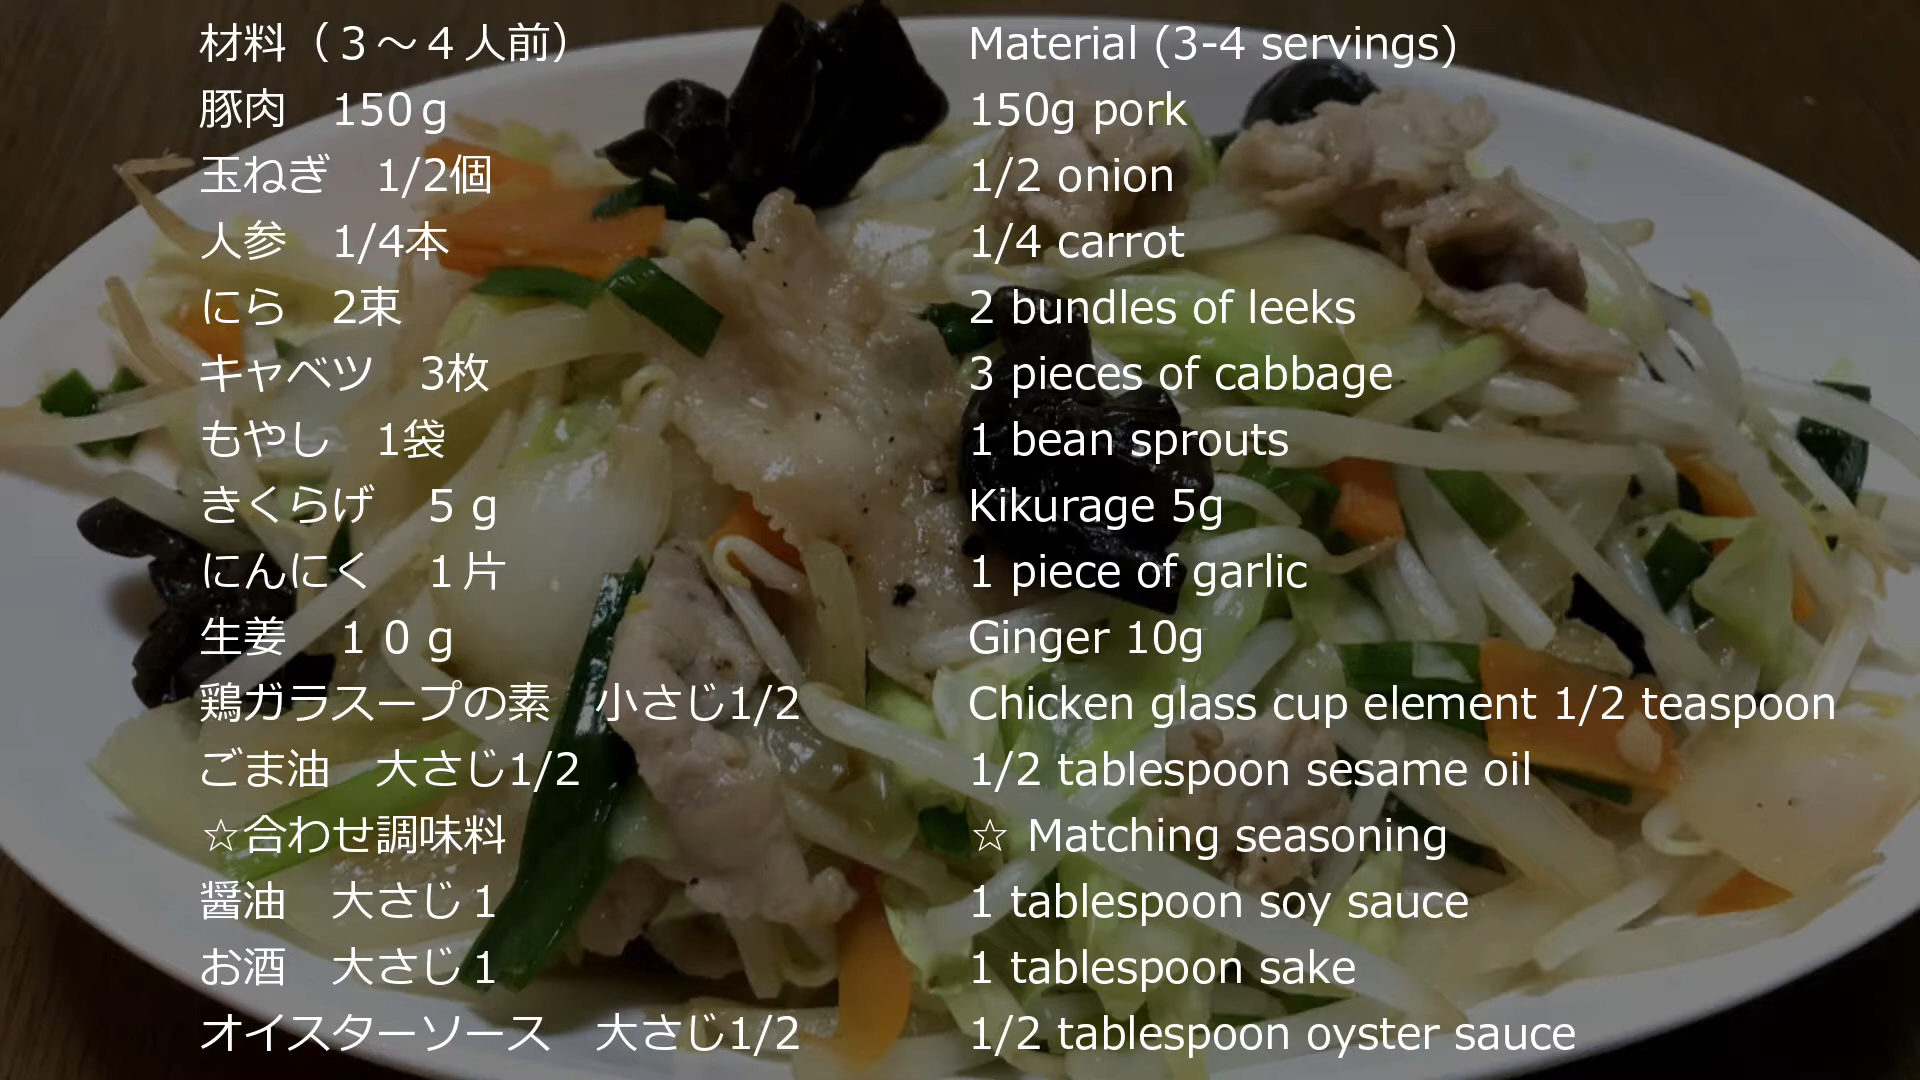 材料（３～４人前）
豚肉　150ｇ
玉ねぎ　1/2個
人参　1/4本
にら　2束
キャベツ　3枚
もやし　1袋
きくらげ　５ｇ
にんにく　１片
生姜　１０ｇ
鶏ガラスープの素　小さじ1/2
ごま油　大さじ1/2
☆合わせ調味料
醤油　大さじ１
お酒　大さじ１
オイスターソース　大さじ1/2
Material (3-4 servings)
150g pork
1/2 onion
1/4 carrot
2 bundles of leeks
3 pieces of cabbage
1 bean sprouts
Kikurage 5g
1 piece of garlic
Ginger 10g
Chicken glass cup element 1/2 teaspoon
1/2 tablespoon sesame oil
☆ Matching seasoning
1 tablespoon soy sauce
1 tablespoon sake
1/2 tablespoon oyster sauce